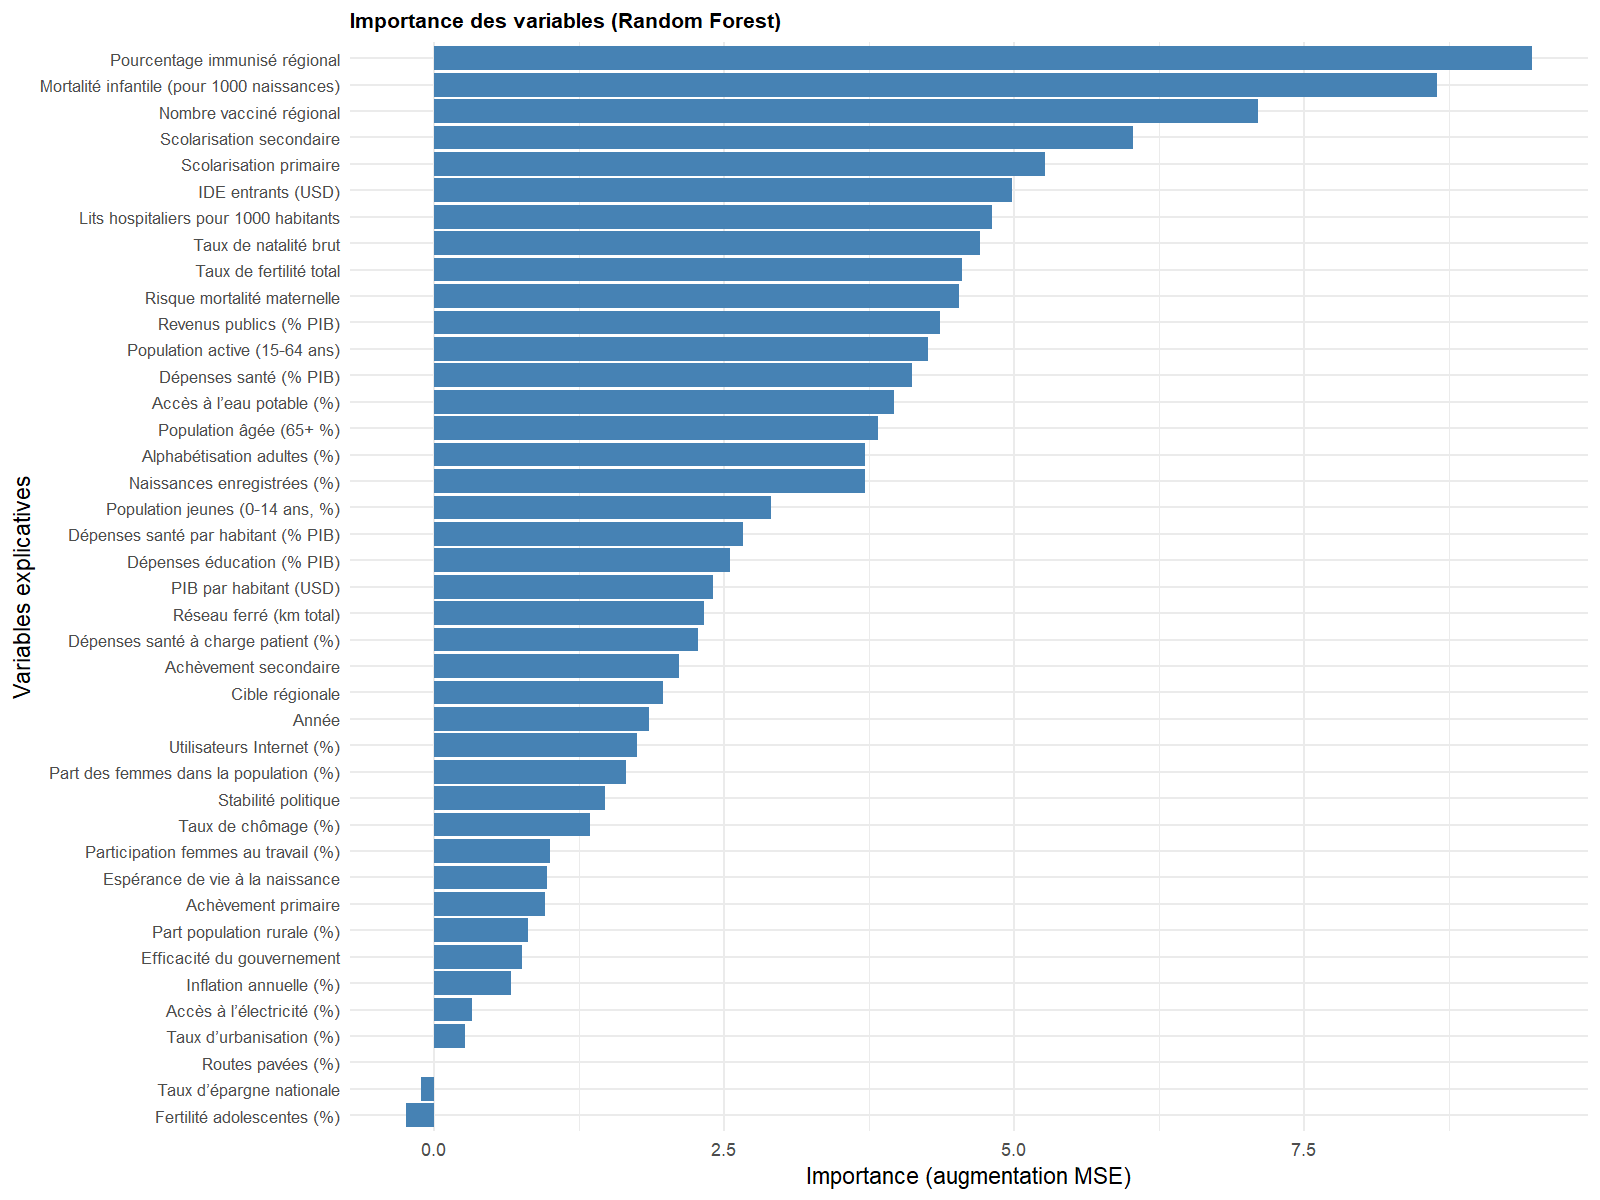 Importance des variables (Random Forest)
Variables explicatives
Pourcentage immunisé régional
Mortalité infantile (pour 1000 naissances)
Nombre vacciné régional
Scolarisation secondaire
Scolarisation primaire
IDE entrants (USD)
Lits hospitaliers pour 1000 habitants
Taux de natalité brut
Taux de fertilité total
Risque mortalité maternelle
Revenus publics (% PIB)
Population active (15-64 ans)
Dépenses santé (% PIB)
Accès à l’eau potable (%)
Population âgée (65+ %)
Alphabétisation adultes (%)
Naissances enregistrées (%)
Population jeunes (0-14 ans, %)
Dépenses santé par habitant (% PIB)
Dépenses éducation (% PIB)
PIB par habitant (USD)
Réseau ferré (km total)
Dépenses santé à charge patient (%)
Achèvement secondaire
Cible régionale
Année
Utilisateurs Internet (%)
Part des femmes dans la population (%)
Stabilité politique
Taux de chômage (%)
Participation femmes au travail (%)
Espérance de vie à la naissance
Achèvement primaire
Part population rurale (%)
Efficacité du gouvernement
Inflation annuelle (%)
Accès à l’électricité (%)
Taux d’urbanisation (%)
Routes pavées (%)
Taux d’épargne nationale
Fertilité adolescentes (%)
0.0 2.5 5.0 7.5
Importance (augmentation MSE)